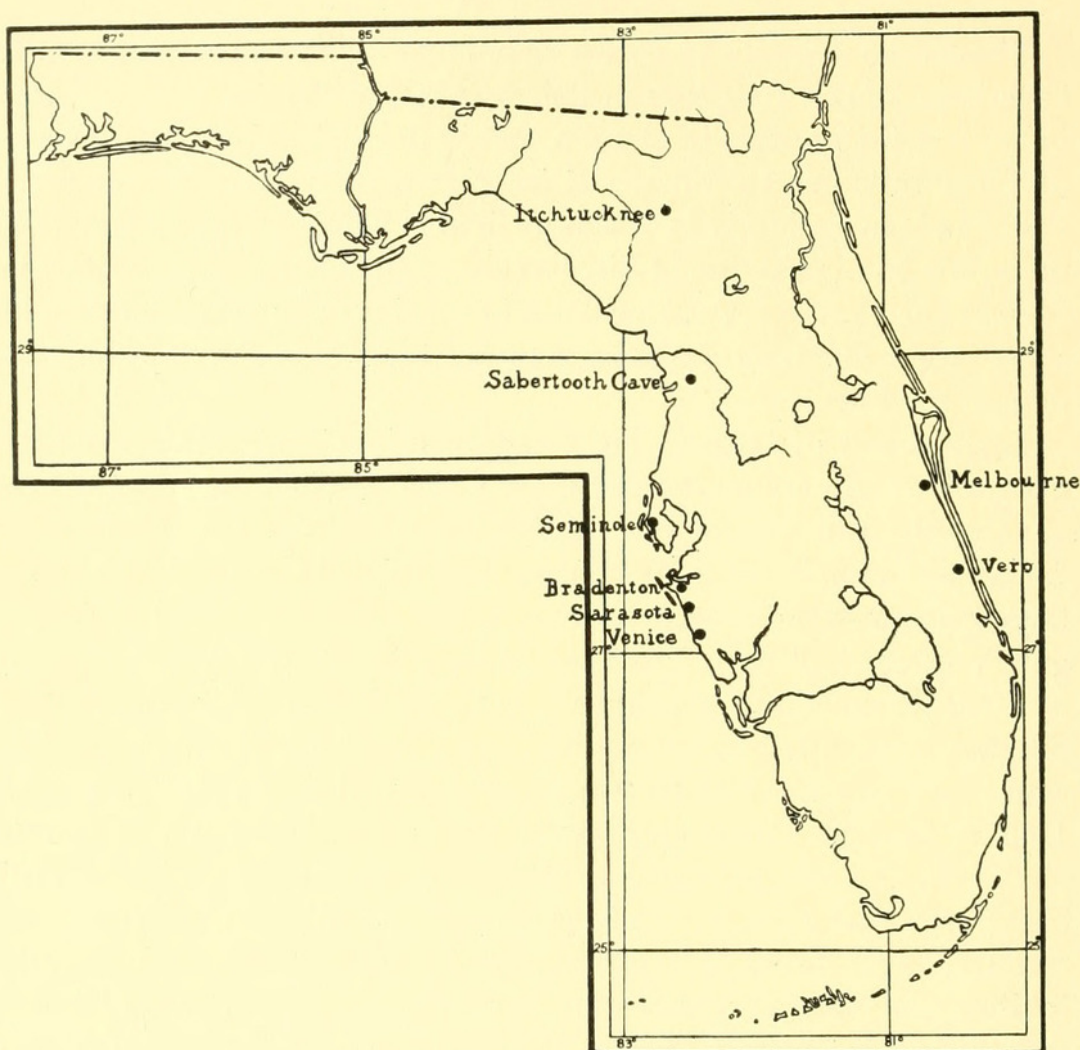 87° 85° 83° 81°
Itchtucknee
29° 29°
Sabertooth Cave
87° 85°
Melbourne
Seminole
Vero
Bradenton
Sarasota
Venice
27° 27°
25° 25°
83° 81°